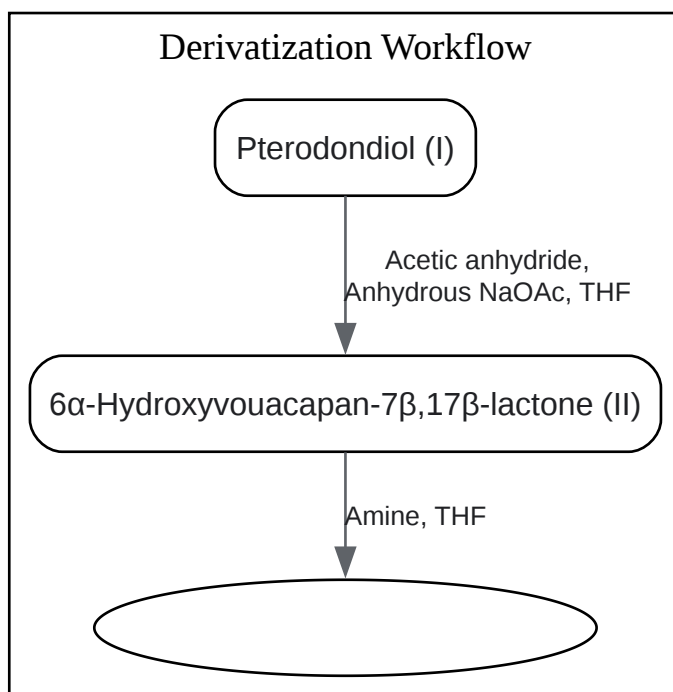 Derivatization Workflow
Pterodondiol (I)
Acetic anhydride,
Anhydrous NaOAc, THF
6α-Hydroxyvouacapan-7β,17β-lactone (II)
Amine, THF